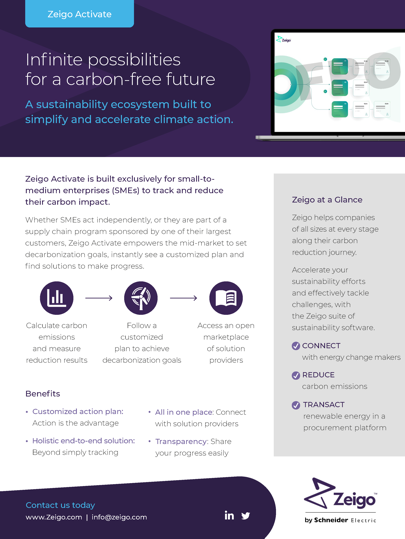 Zeigo Activate
Infinite possibilities
for a carbon-free future
A sustainability ecosystem built to
simplify and accelerate climate action.
Zeigo
Zeigo Activate is built exclusively for small-to-
medium enterprises (SMEs) to track and reduce
their carbon impact.
Whether SMEs act independently, or they are part of a
supply chain program sponsored by one of their largest
customers, Zeigo Activate empowers the mid-market to set
decarbonization goals, instantly see a customized plan and
find solutions to make progress.
Calculate carbon
emissions
and measure
reduction results
Follow a
customized
plan to achieve
decarbonization goals
Access an open
marketplace
of solution
providers
Benefits
• Customized action plan:
Action is the advantage
• Holistic end-to-end solution:
Beyond simply tracking
• All in one place: Connect
with solution providers
• Transparency: Share
your progress easily
Zeigo at a Glance
Zeigo helps companies
of all sizes at every stage
along their carbon
reduction journey.
Accelerate your
sustainability efforts
and effectively tackle
challenges, with
the Zeigo suite of
sustainability software.
CONNECT
with energy change makers
REDUCE
carbon emissions
TRANSACT
renewable energy in a
procurement platform
Contact us today
www.Zeigo.com | info@zeigo.com
in
Zeigo™
by Schneider Electric